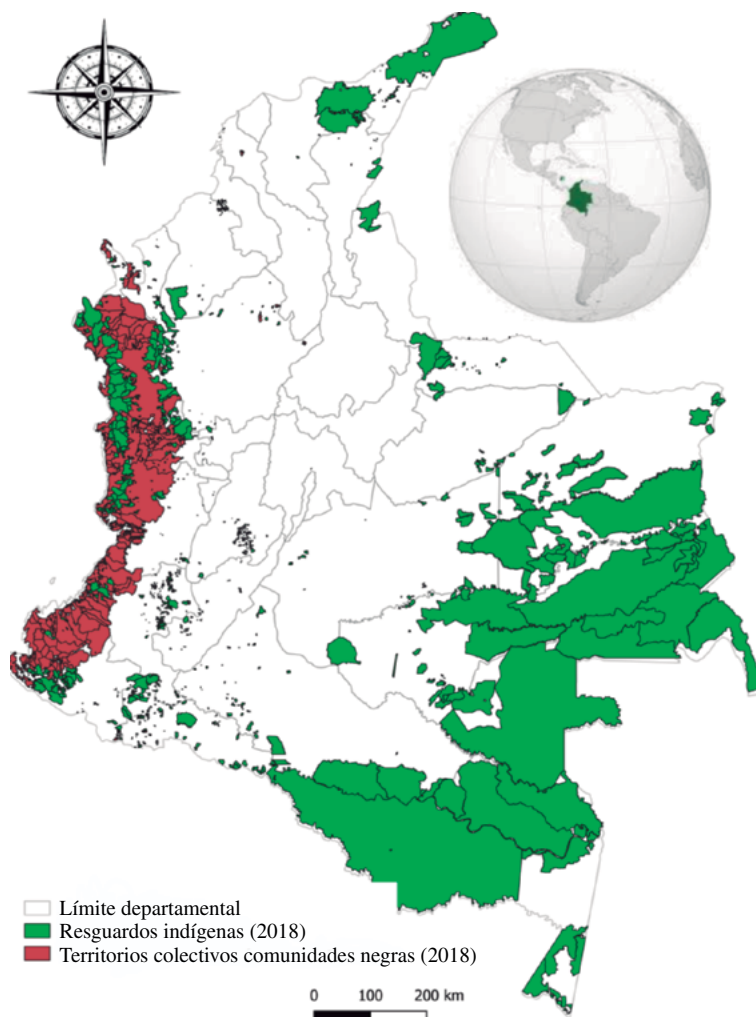 Límite departamental
Resguardos indígenas (2018)
Territorios colectivos comunidades negras (2018)
0 100 200 km